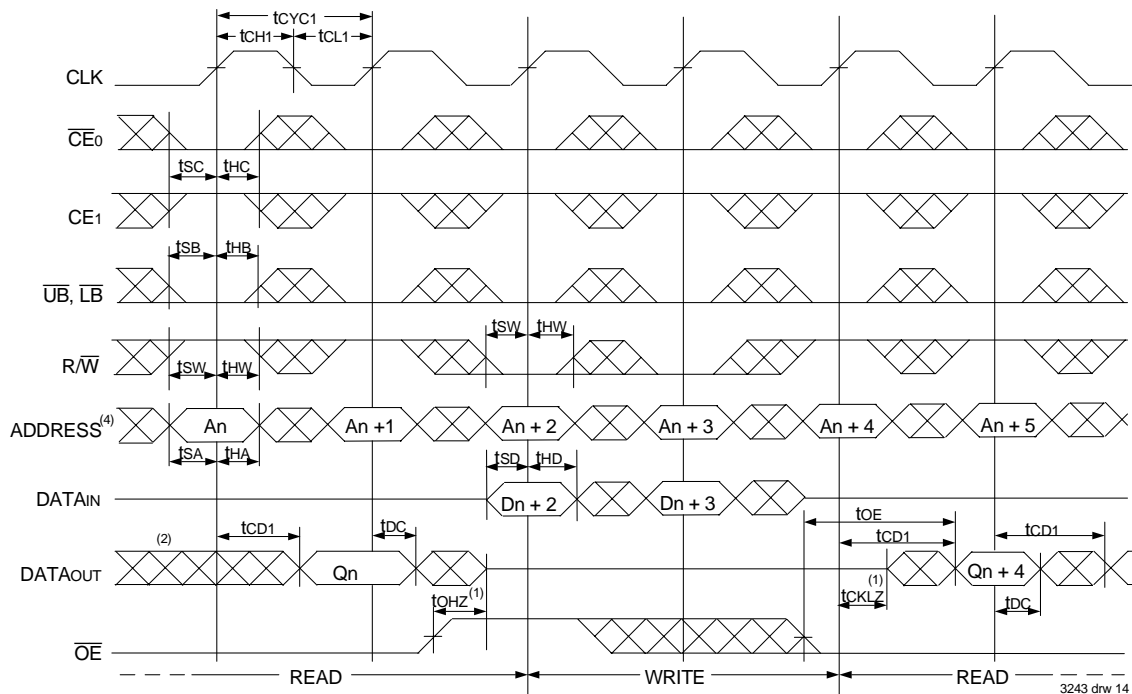 tCYC1
tCH1 tCL1
CLK
CE0
tSC tHC
CE1
tSB tHB
UB, LB
tSW tHW
R/W
tSW tHW
ADDRESS(4) An An +1 An + 2 An + 3 An + 4 An + 5
tSA tHA tSD tHD
DATAIN Dn + 2 Dn + 3
tOE
(2) tCD1 tDC tCD1 tCD1
DATAOUT Qn Qn + 4
tOHZ(1) tCKLZ(1) tDC
OE
READ WRITE READ
3243 drw 14